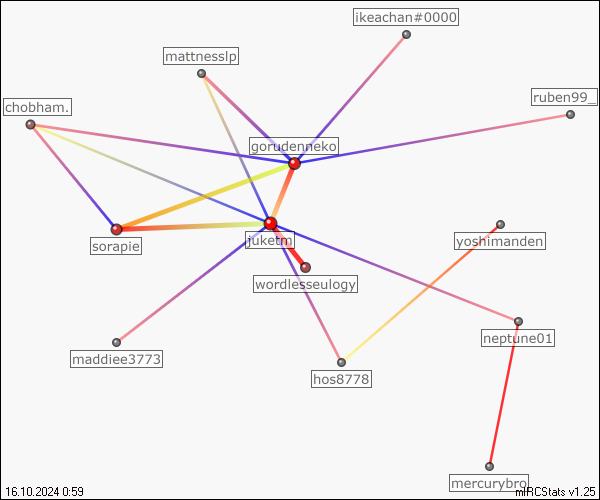 ikeachan#0000
mattnesslp
ruben99_
chobham.
gorudenneko
sorapie
juketm
yoshimanden
wordlesseulogy
neptune01
maddiee3773
hos8778
mercurybro
16.10.2024 0:59
mIRCStats v1.25